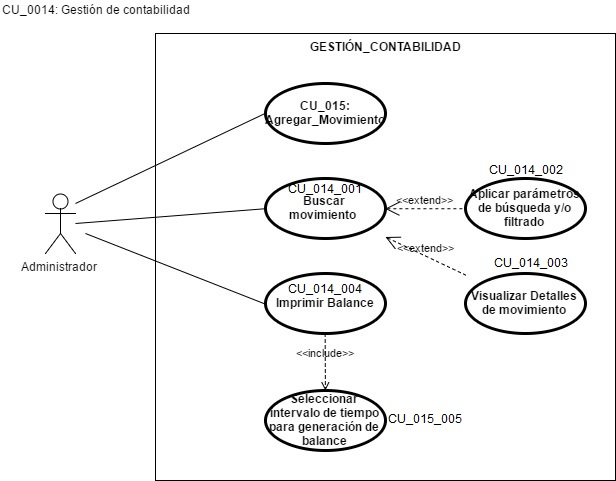 CU_0014: Gestión de contabilidad
GESTIÓN_CONTABILIDAD
CU_015:
Agregar_Movimiento
CU_014_001
Buscar
movimiento
<<extend>>
CU_014_002
Aplicar parámetros
de búsqueda y/o
filtrado
<<extend>>
CU_014_003
Visualizar Detalles
de movimiento
Administrador
CU_014_004
Imprimir Balance
<<include>>
Seleccionar
intervalo de tiempo
para generación de
balance
CU_015_005